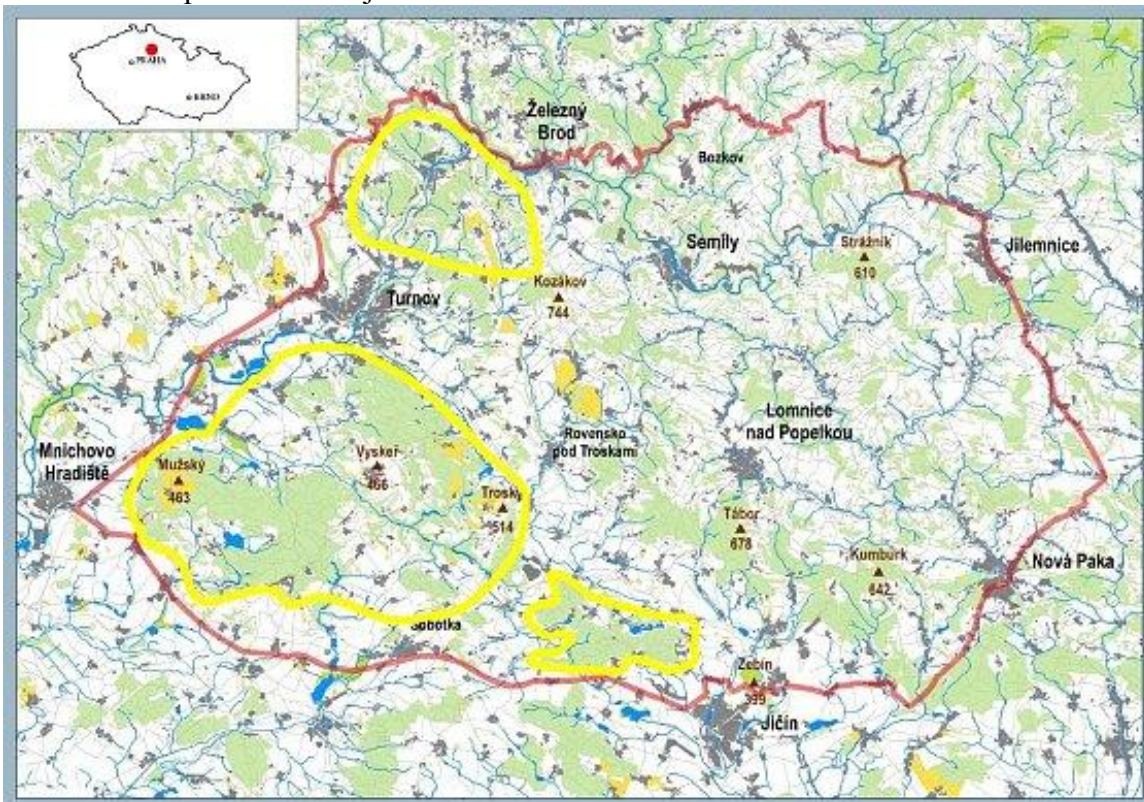 PRAHA
BRNO
Železný
Brod
Bozkov
Semily
Strážník
610
Jilemnice
Kozákov
744
Turnov
Lomnice
nad Popelkou
Rovensko
pod Troskami
Mnichovo
Hradiště
Mužský
463
Vyskeř
466
Trosky
514
Tábor
678
Kumburk
642
Nová Paka
Sobotka
Zebín
399
Jičín